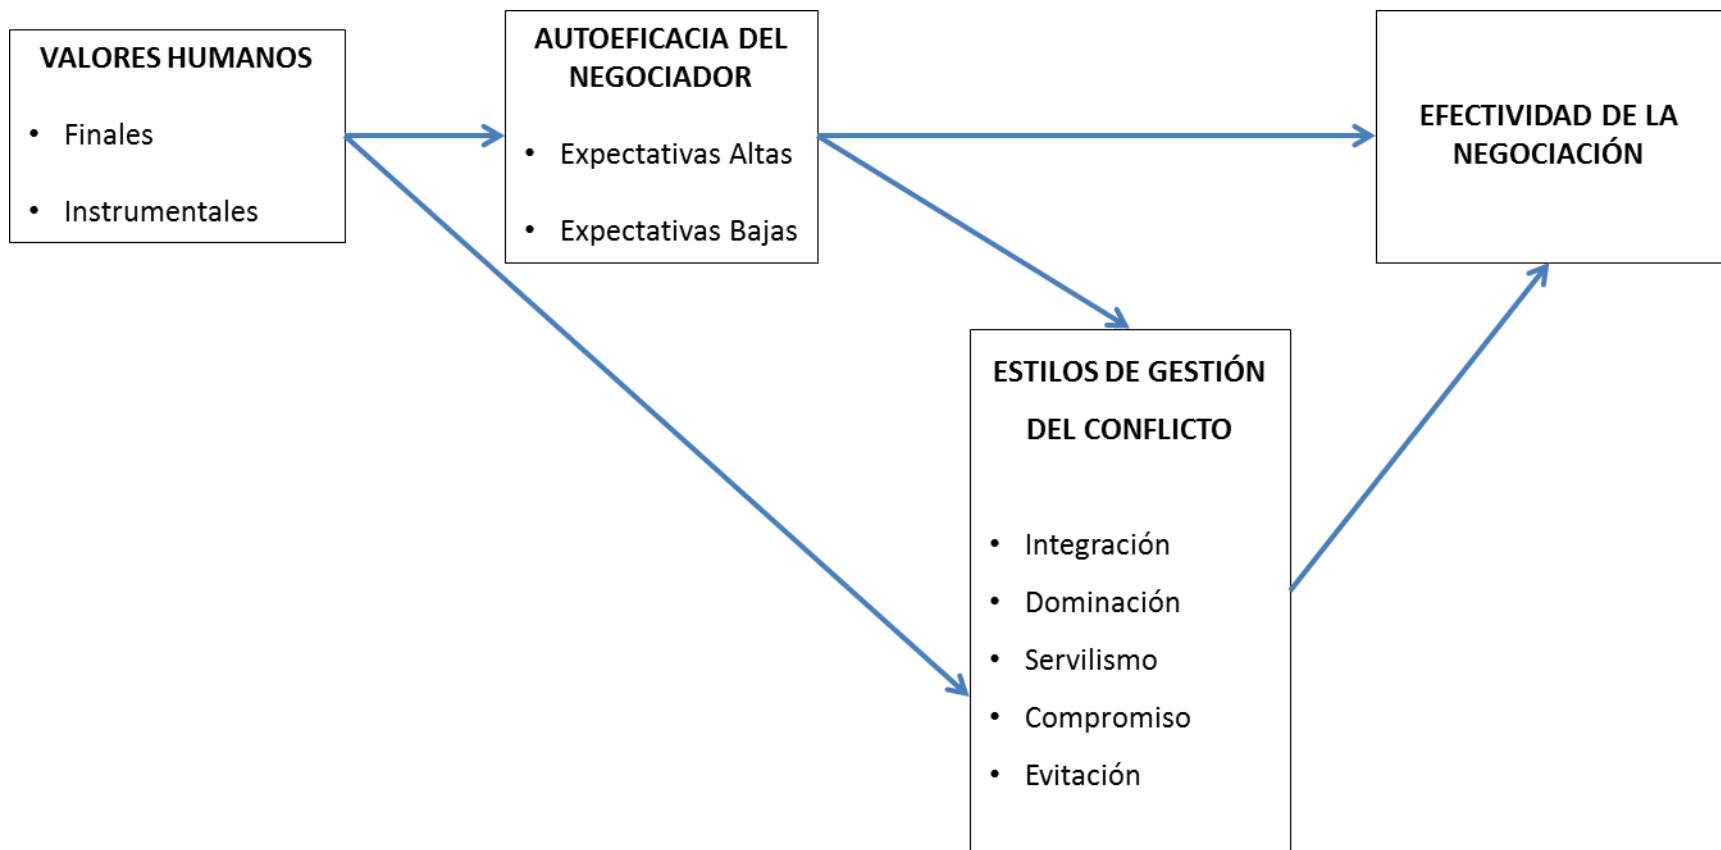 VALORES HUMANOS
• Finales
• Instrumentales
AUTOEFICACIA DEL
NEGOCIADOR
• Expectativas Altas
• Expectativas Bajas
EFECTIVIDAD DE LA
NEGOCIACIÓN
ESTILOS DE GESTIÓN
DEL CONFLICTO
• Integración
• Dominación
• Servilismo
• Compromiso
• Evitación